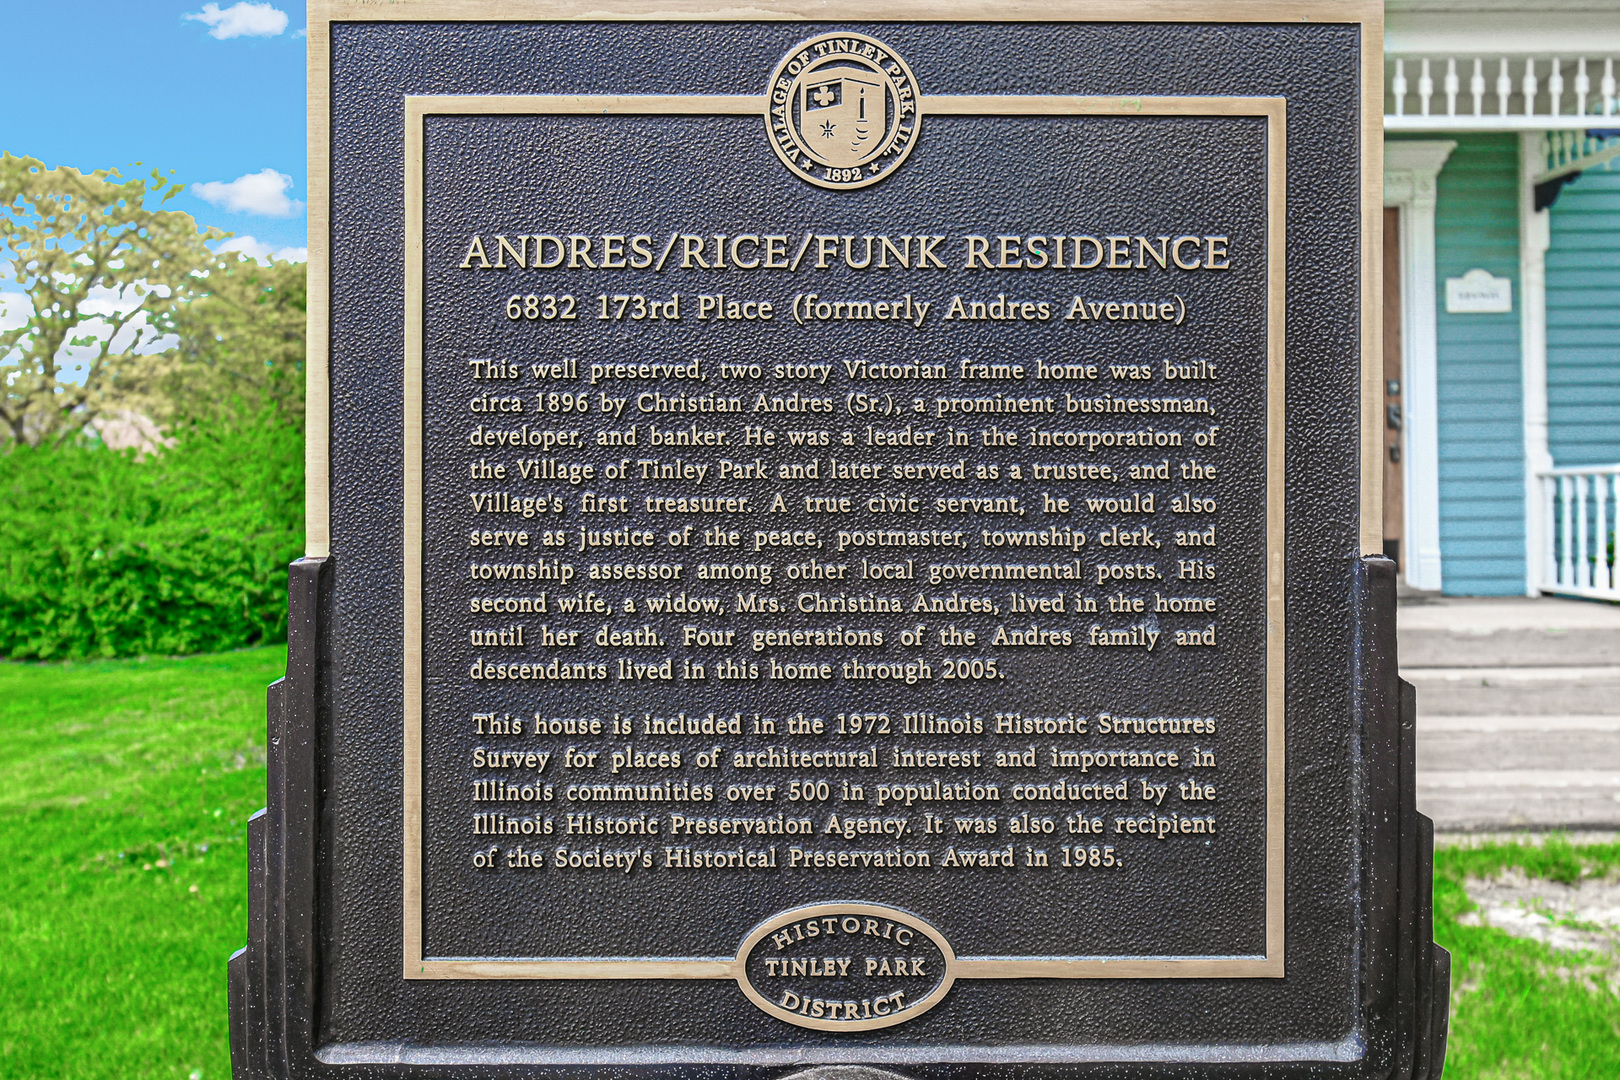 VILLAGE OF TINLEY PARK, ILL.
1892
ANDRES/RICE/FUNK RESIDENCE
6832 173rd Place (formerly Andres Avenue)
This well preserved, two story Victorian frame home was built
circa 1896 by Christian Andres (Sr.), a prominent businessman,
developer, and banker. He was a leader in the incorporation of
the Village of Tinley Park and later served as a trustee, and the
Village's first treasurer. A true civic servant, he would also
serve as justice of the peace, postmaster, township clerk, and
township assessor among other local governmental posts. His
second wife, a widow, Mrs. Christina Andres, lived in the home
until her death. Four generations of the Andres family and
descendants lived in this home through 2005.
This house is included in the 1972 Illinois Historic Structures
Survey for places of architectural interest and importance in
Illinois communities over 500 in population conducted by the
Illinois Historic Preservation Agency. It was also the recipient
of the Society's Historical Preservation Award in 1985.
HISTORIC
TINLEY PARK
DISTRICT